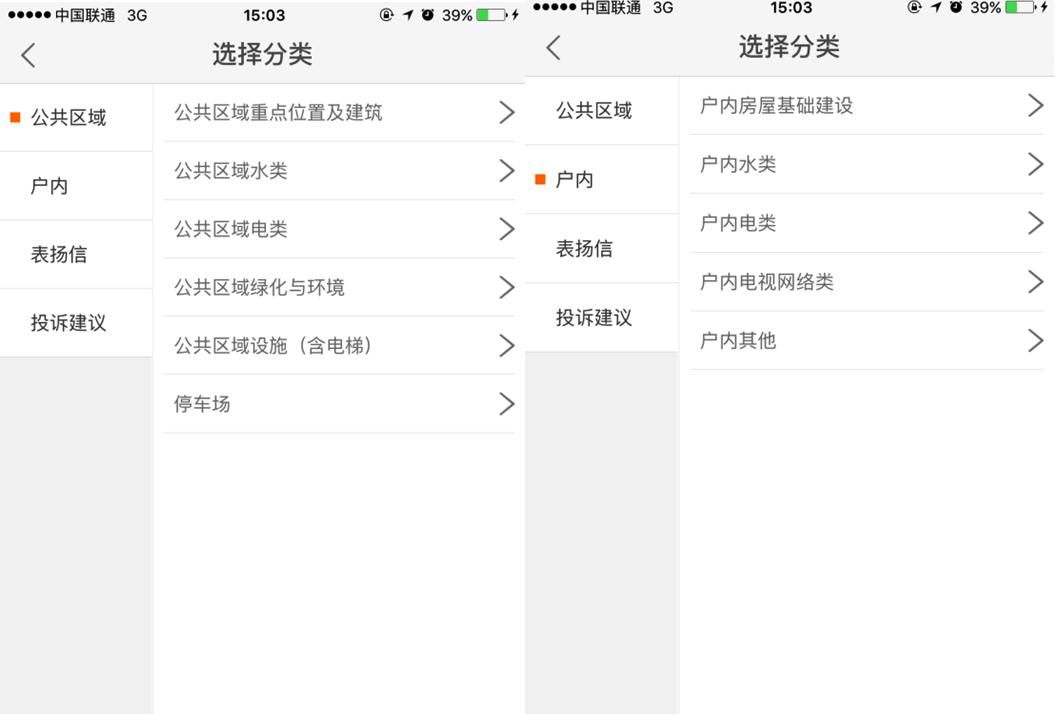 中国联通 3G 15:03 39%
选择分类
公共区域
户内
表扬信
投诉建议
公共区域重点位置及建筑
公共区域水类
公共区域电类
公共区域绿化与环境
公共区域设施（含电梯）
停车场
中国联通 3G 15:03 39%
选择分类
公共区域
户内
表扬信
投诉建议
户内房屋基础建设
户内水类
户内电类
户内电视网络类
户内其他